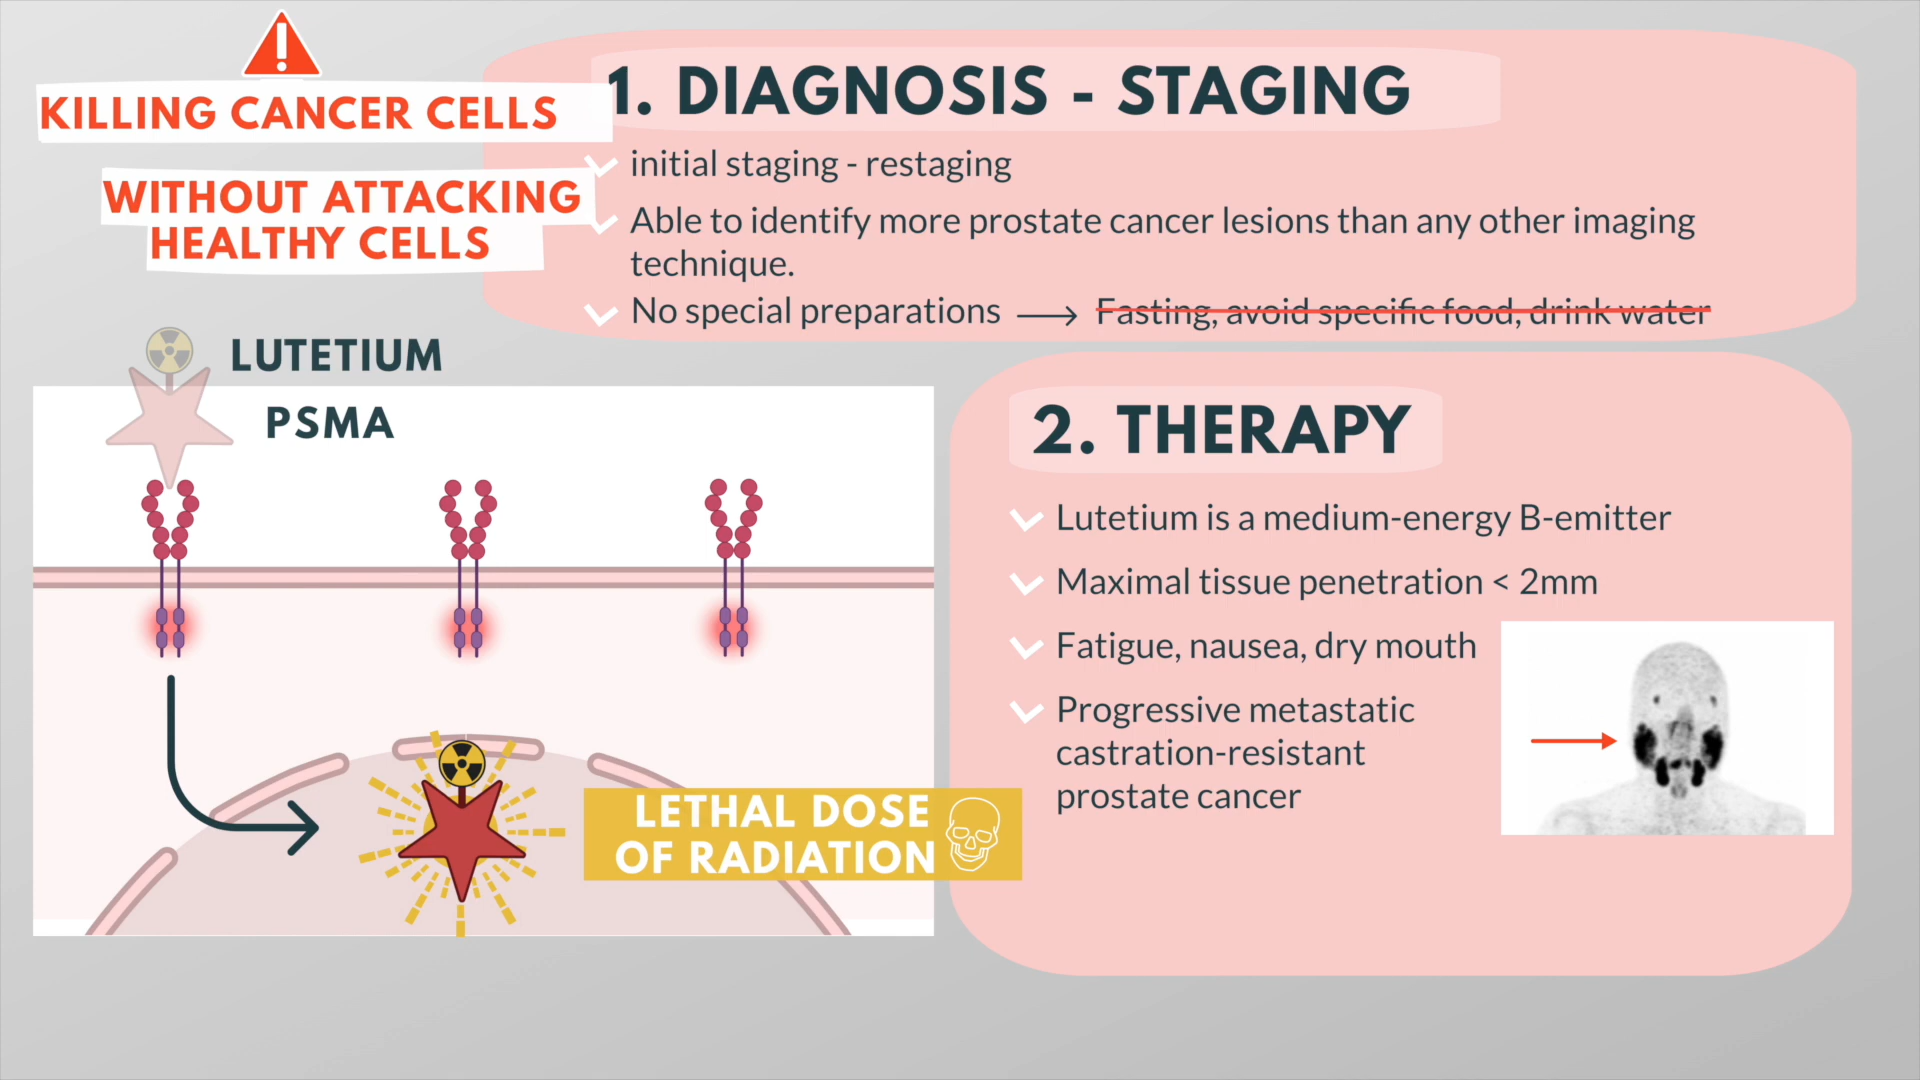 KILLING CANCER CELLS
WITHOUT ATTACKING
HEALTHY CELLS
1. DIAGNOSIS - STAGING
initial staging - restaging
Able to identify more prostate cancer lesions than any other imaging
technique.
No special preparations → Fasting, avoid specific food, drink water
LUTETIUM
PSMA
LETHAL DOSE
OF RADIATION
2. THERAPY
Lutetium is a medium-energy B-emitter
Maximal tissue penetration < 2mm
Fatigue, nausea, dry mouth
Progressive metastatic
castration-resistant
prostate cancer